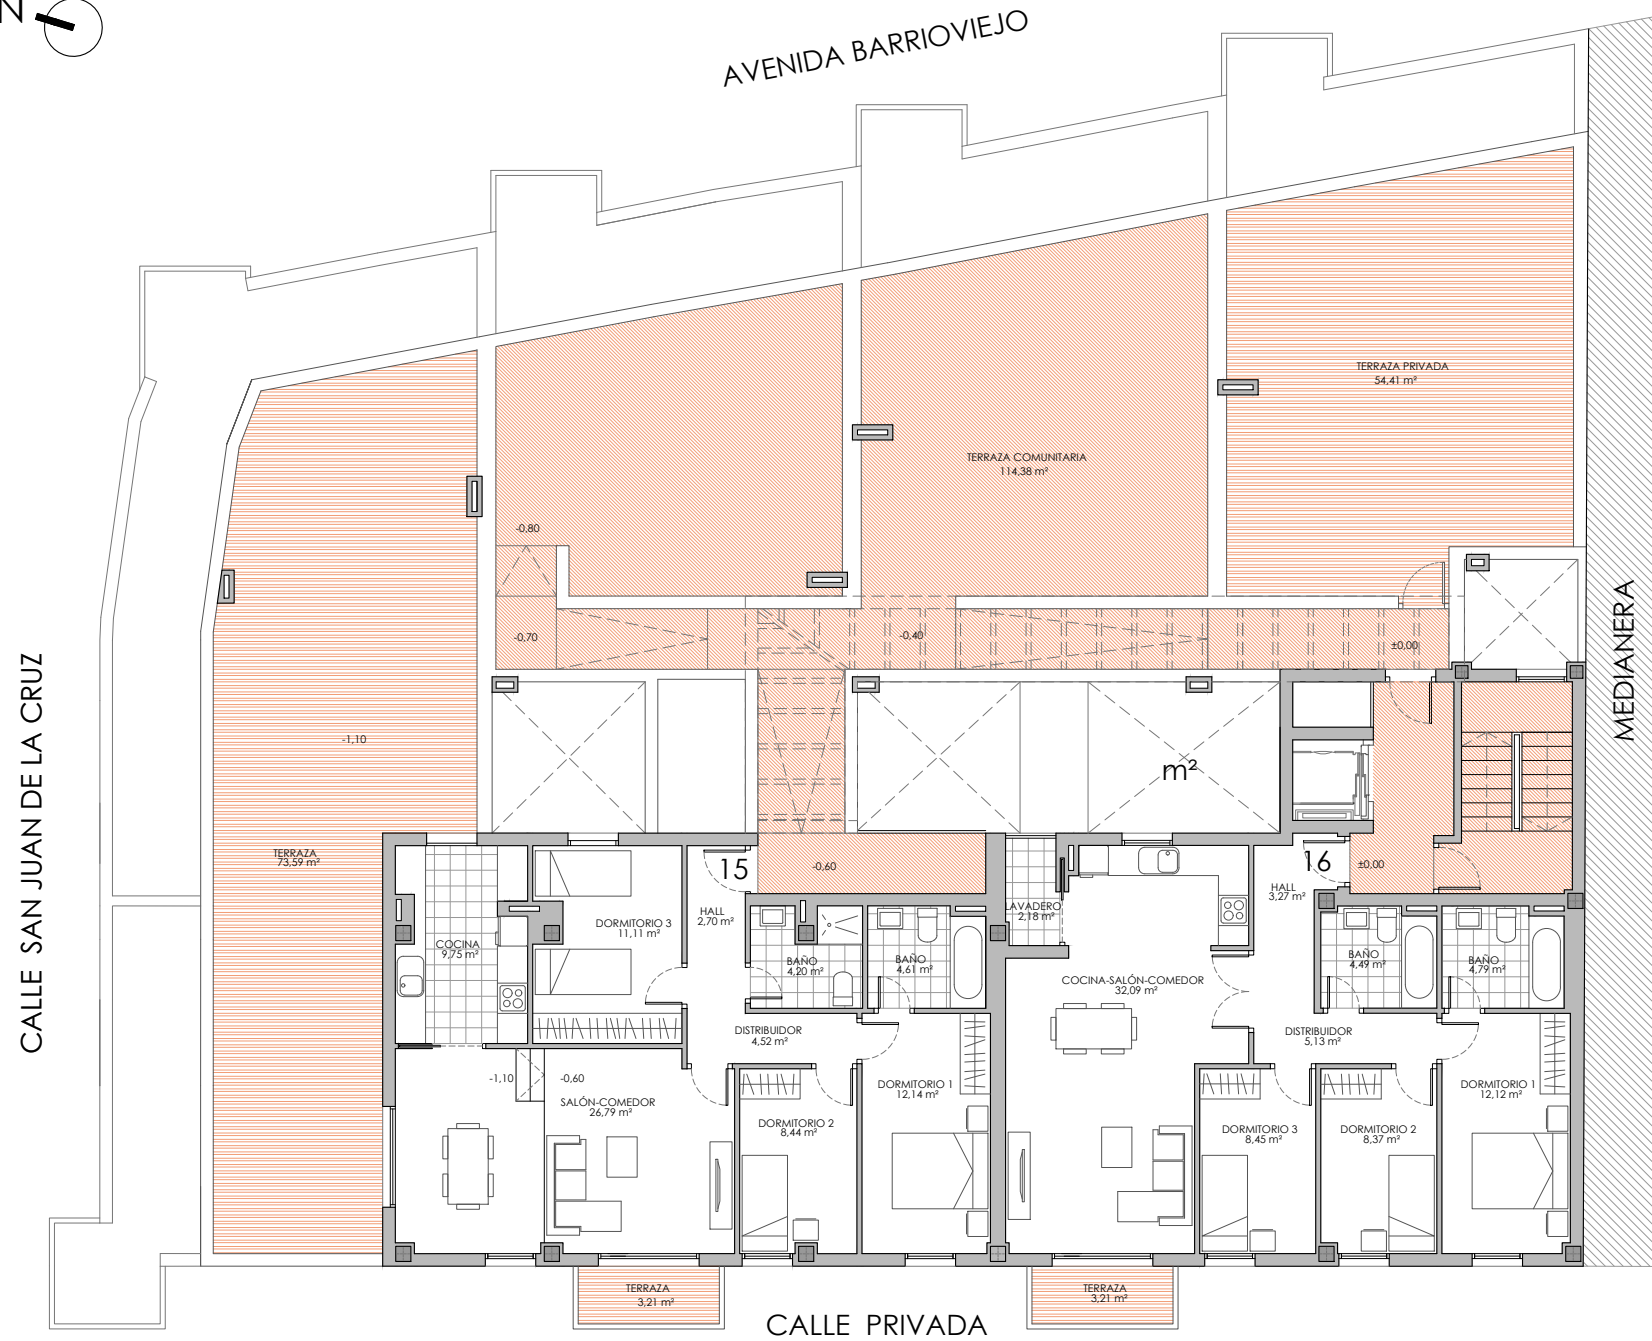 N
AVENIDA BARRIOVIEJO
TERRAZA PRIVADA
54,41 m²
TERRAZA COMUNITARIA
114,38 m²
-0,80
-0,70
-0,40
±0,00
MEDIANERA
CALLE SAN JUAN DE LA CRUZ
-1,10
m²
TERRAZA
73,59 m²
15
-0,60
16
±0,00
HALL
2,70 m²
HALL
3,27 m²
LAVADERO
2,18 m²
DORMITORIO 3
11,11 m²
COCINA
9,75 m²
BAÑO
4,20 m²
BAÑO
4,61 m²
BAÑO
4,49 m²
BAÑO
4,79 m²
COCINA-SALÓN-COMEDOR
32,09 m²
DISTRIBUIDOR
4,52 m²
DISTRIBUIDOR
5,13 m²
-1,10
-0,60
SALÓN-COMEDOR
26,79 m²
DORMITORIO 1
12,14 m²
DORMITORIO 1
12,12 m²
DORMITORIO 2
8,44 m²
DORMITORIO 3
8,45 m²
DORMITORIO 2
8,37 m²
TERRAZA
3,21 m²
TERRAZA
3,21 m²
CALLE PRIVADA